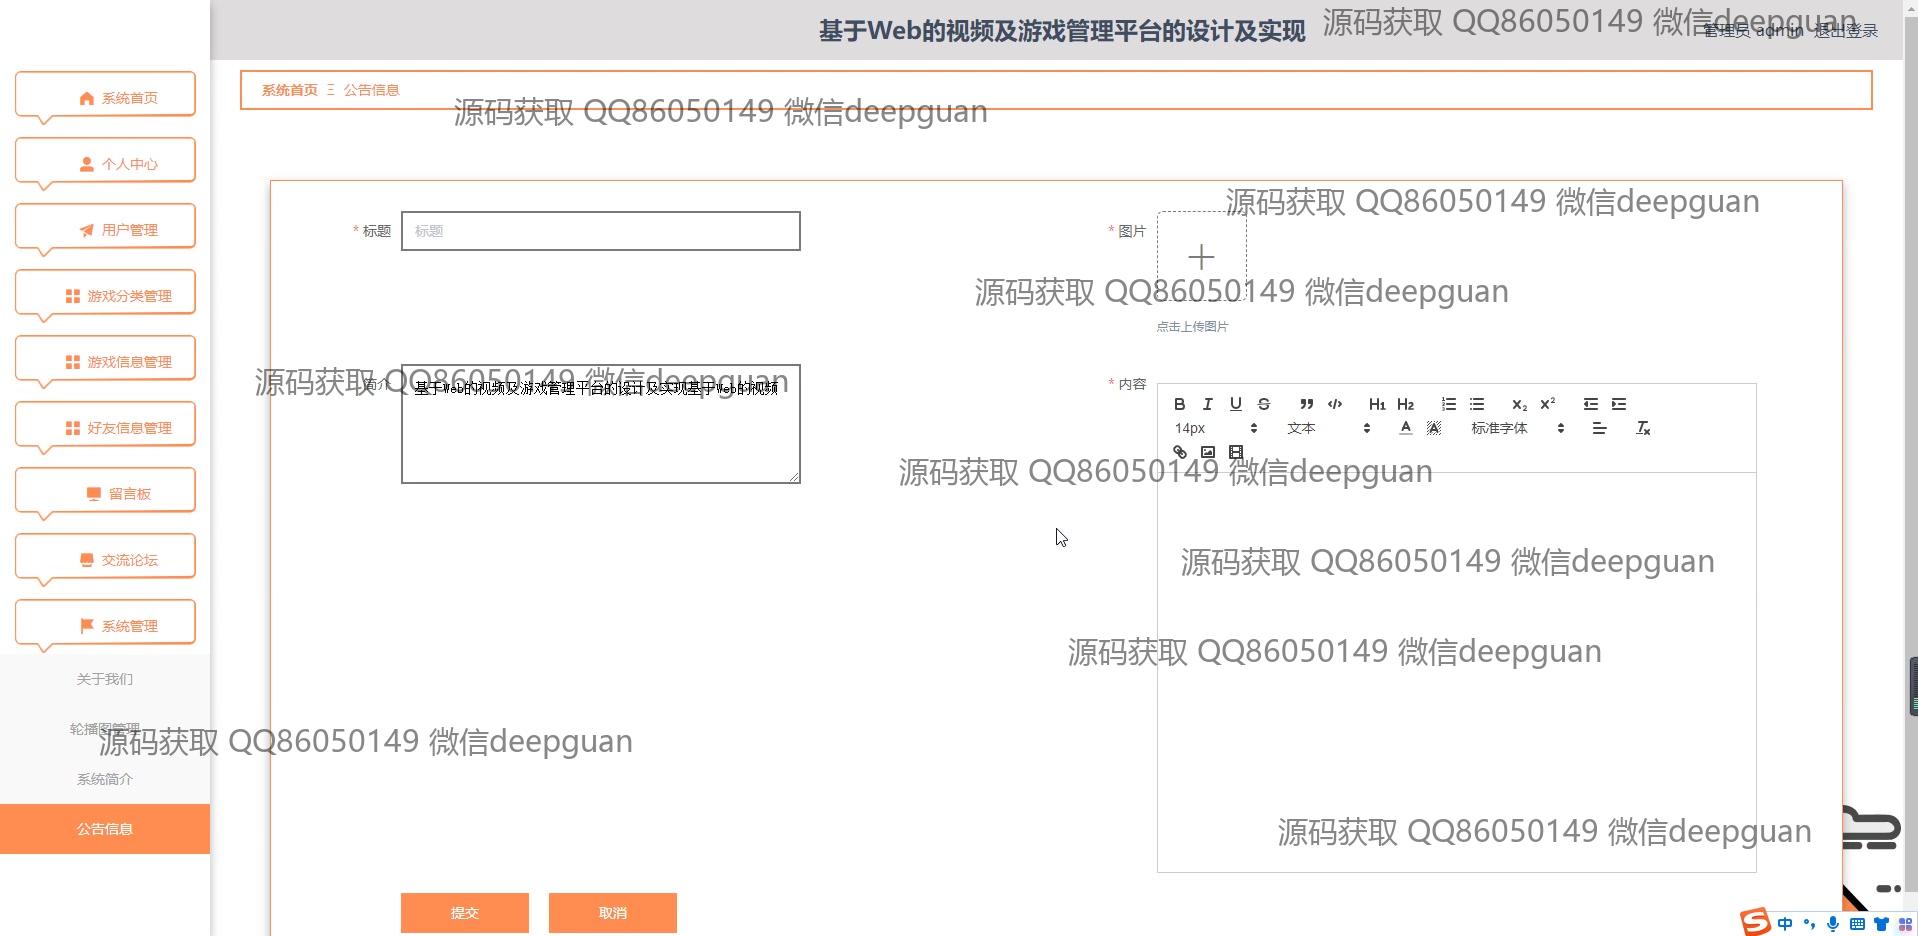 基于Web的视频及游戏管理平台的设计及实现
源码获取 QQ86050149 微信deepguan
管理员 admin 退出登录
系统首页 公告信息
源码获取 QQ86050149 微信deepguan
系统首页
个人中心
用户管理
游戏分类管理
游戏信息管理
好友信息管理
留言板
交流论坛
系统管理
关于我们
轮播图管理
系统简介
公告信息
源码获取 QQ86050149 微信deepguan
* 标题 标题
* 图片
源码获取 QQ86050149 微信deepguan
点击上传图片
源码获取 QQ86050149 微信deepguan
简介 基于Web的视频及游戏管理平台的设计及实现基于Web的视频
* 内容
B I U S H1 H2 X2 X2
14px 文本 A A 标准字体 Tx
源码获取 QQ86050149 微信deepguan
源码获取 QQ86050149 微信deepguan
源码获取 QQ86050149 微信deepguan
源码获取 QQ86050149 微信deepguan
源码获取 QQ86050149 微信deepguan
提交 取消
S 中